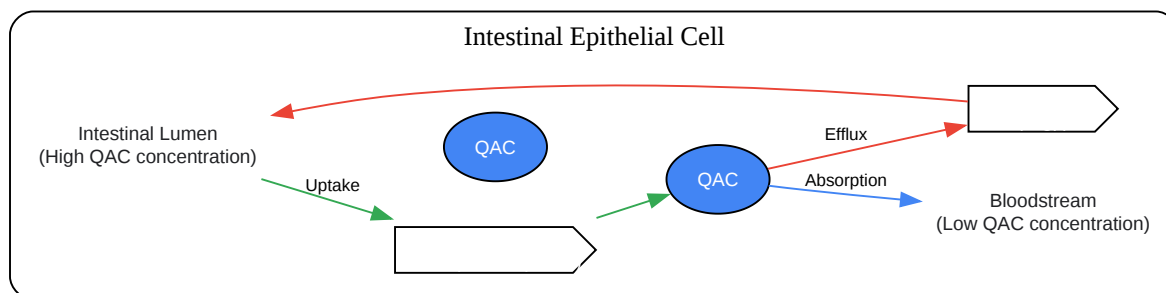 Intestinal Epithelial Cell
Intestinal Lumen
(High QAC concentration)
QAC
Efflux
QAC
Uptake
Absorption
Bloodstream
(Low QAC concentration)